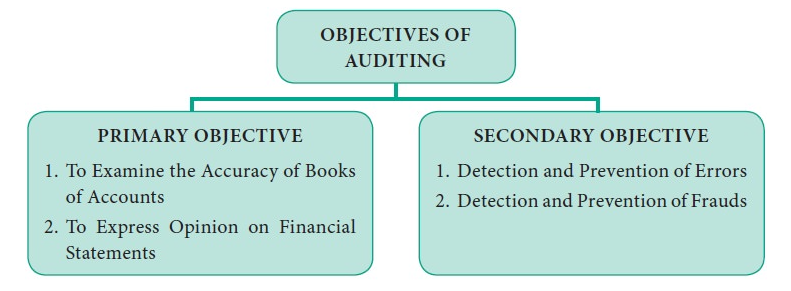 OBJECTIVES OF
AUDITING
PRIMARY OBJECTIVE
1. To Examine the Accuracy of Books
of Accounts
2. To Express Opinion on Financial
Statements
SECONDARY OBJECTIVE
1. Detection and Prevention of Errors
2. Detection and Prevention of Frauds